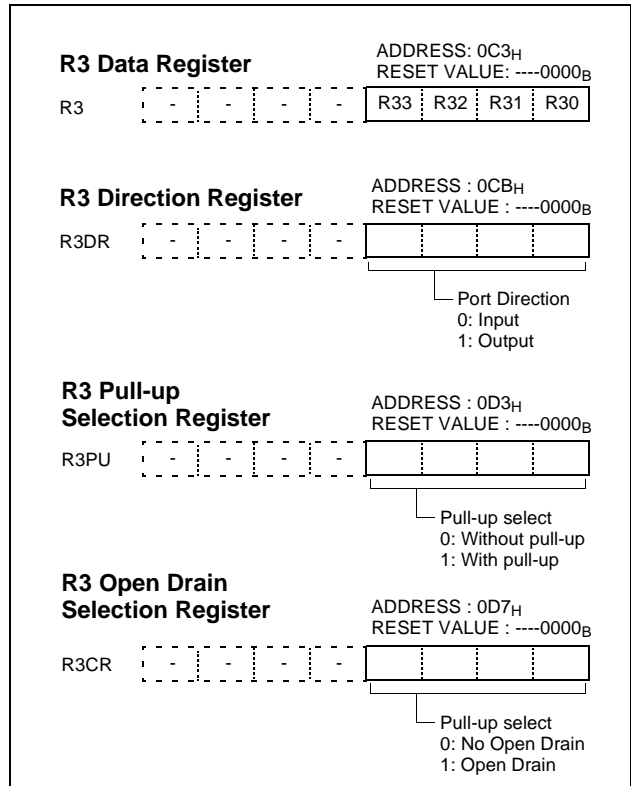 R3 Data Register
ADDRESS: 0C3H
RESET VALUE: ----0000B
R3 - - - - R33 R32 R31 R30
R3 Direction Register
ADDRESS : 0CBH
RESET VALUE : ----0000B
R3DR - - - -
Port Direction
0: Input
1: Output
R3 Pull-up
Selection Register
ADDRESS : 0D3H
RESET VALUE : ----0000B
R3PU - - - -
Pull-up select
0: Without pull-up
1: With pull-up
R3 Open Drain
Selection Register
ADDRESS : 0D7H
RESET VALUE : ----0000B
R3CR - - - -
Pull-up select
0: No Open Drain
1: Open Drain